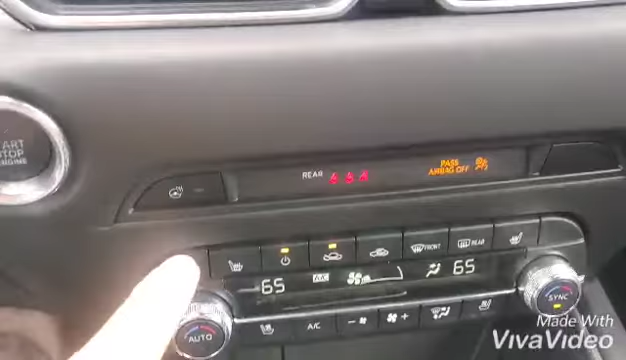 START
STOP
ENGINE
REAR
PASS
AIRBAG OFF
FRONT
REAR
65
A/C
65
AUTO
A/C
SYNC
Made With
VivaVideo